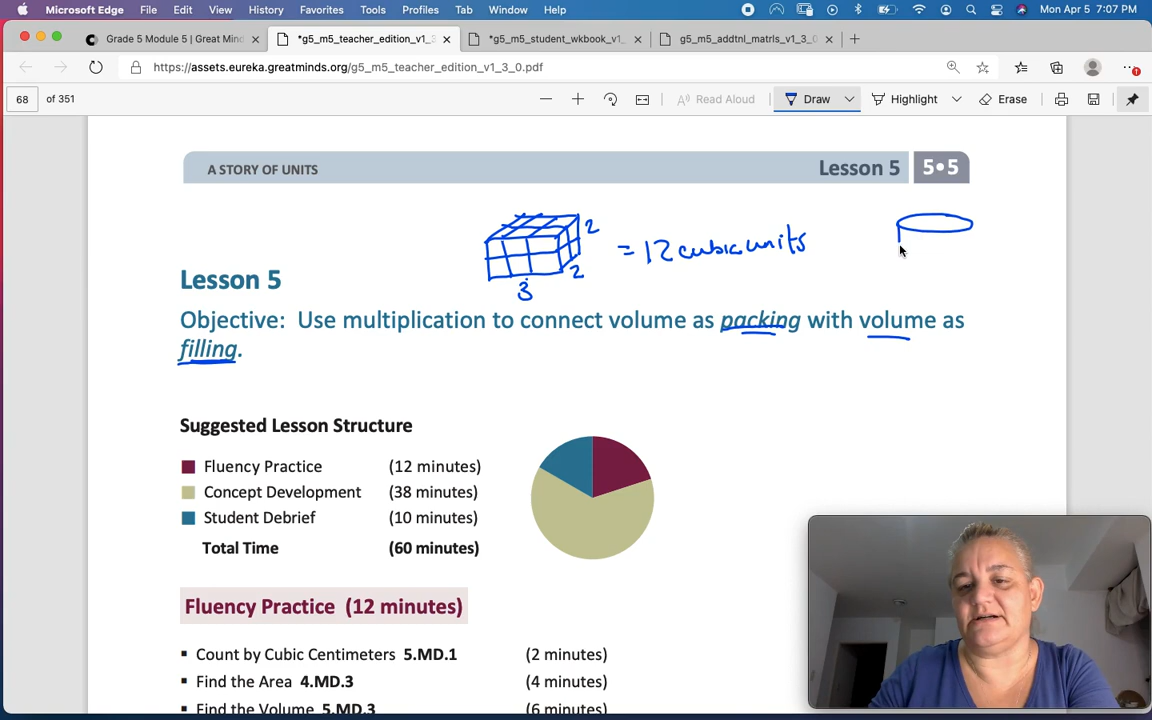 Microsoft Edge File Edit View History Favorites Tools Profiles Tab Window Help Mon Apr 5 7:07 PM
Grade 5 Module 5 | Great Mind *g5_m5_teacher_edition_v1_3_ *g5_m5_student_wkbook_v1_ g5_m5_addtnl_matrls_v1_3_0
https://assets.eureka.greatminds.org/g5_m5_teacher_edition_v1_3_0.pdf
68 of 351 Read Aloud Draw Highlight Erase
A STORY OF UNITS Lesson 5 5•5
2
= 12 cubic units
2
3
Lesson 5
Objective: Use multiplication to connect volume as packing with volume as
filling.
Suggested Lesson Structure
Fluency Practice (12 minutes)
Concept Development (38 minutes)
Student Debrief (10 minutes)
Total Time (60 minutes)
Fluency Practice (12 minutes)
▪ Count by Cubic Centimeters 5.MD.1 (2 minutes)
▪ Find the Area 4.MD.3 (4 minutes)
▪ Find the Volume 5.MD.3 (6 minutes)